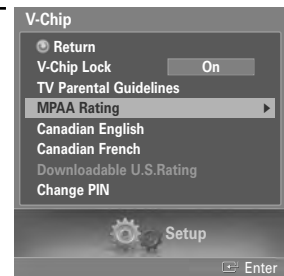 V-Chip
Return
V-Chip Lock On
TV Parental Guidelines
MPAA Rating
Canadian English
Canadian French
Downloadable U.S.Rating
Change PIN
Setup
Enter